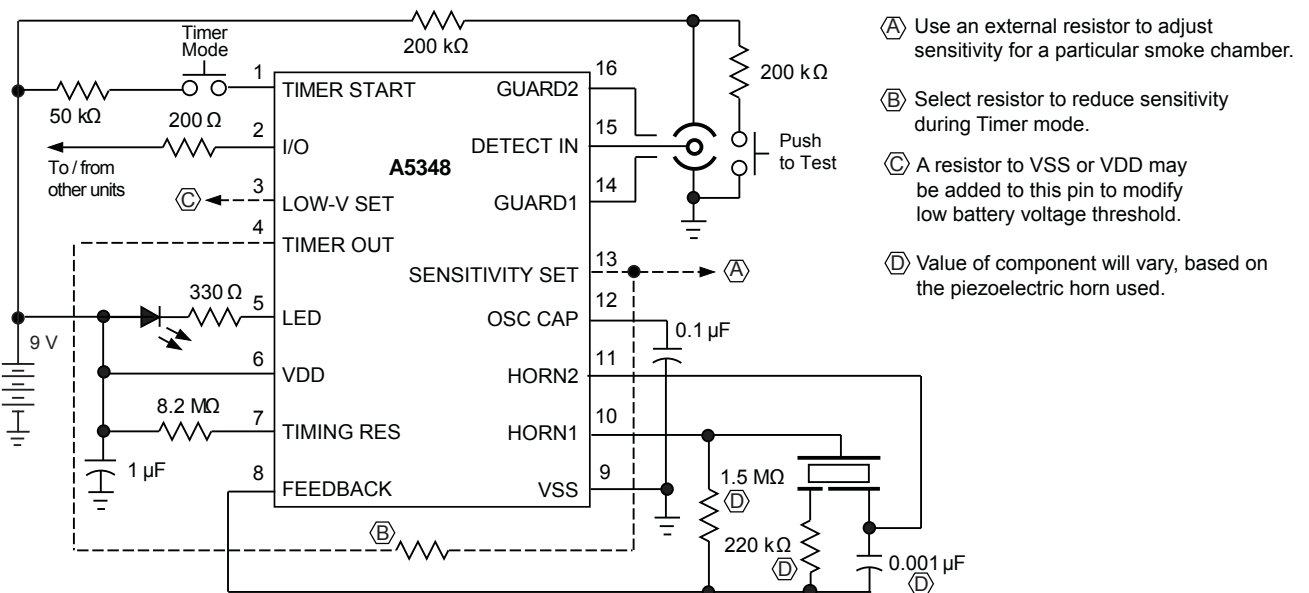 200 kΩ
Timer
Mode
50 kΩ
200 Ω
To / from
other units
330 Ω
9 V
8.2 MΩ
1 µF
A5348
1 TIMER START
2 I/O
3 LOW-V SET
C
4 TIMER OUT
5 LED
6 VDD
7 TIMING RES
8 FEEDBACK
16 GUARD2
15 DETECT IN
14 GUARD1
13 SENSITIVITY SET
A
12 OSC CAP
11 HORN2
10 HORN1
9 VSS
200 kΩ
Push
to Test
0.1 µF
B
1.5 MΩ
D
220 kΩ
D
0.001 µF
D
A Use an external resistor to adjust
sensitivity for a particular smoke chamber.
B Select resistor to reduce sensitivity
during Timer mode.
C A resistor to VSS or VDD may
be added to this pin to modify
low battery voltage threshold.
D Value of component will vary, based on
the piezoelectric horn used.